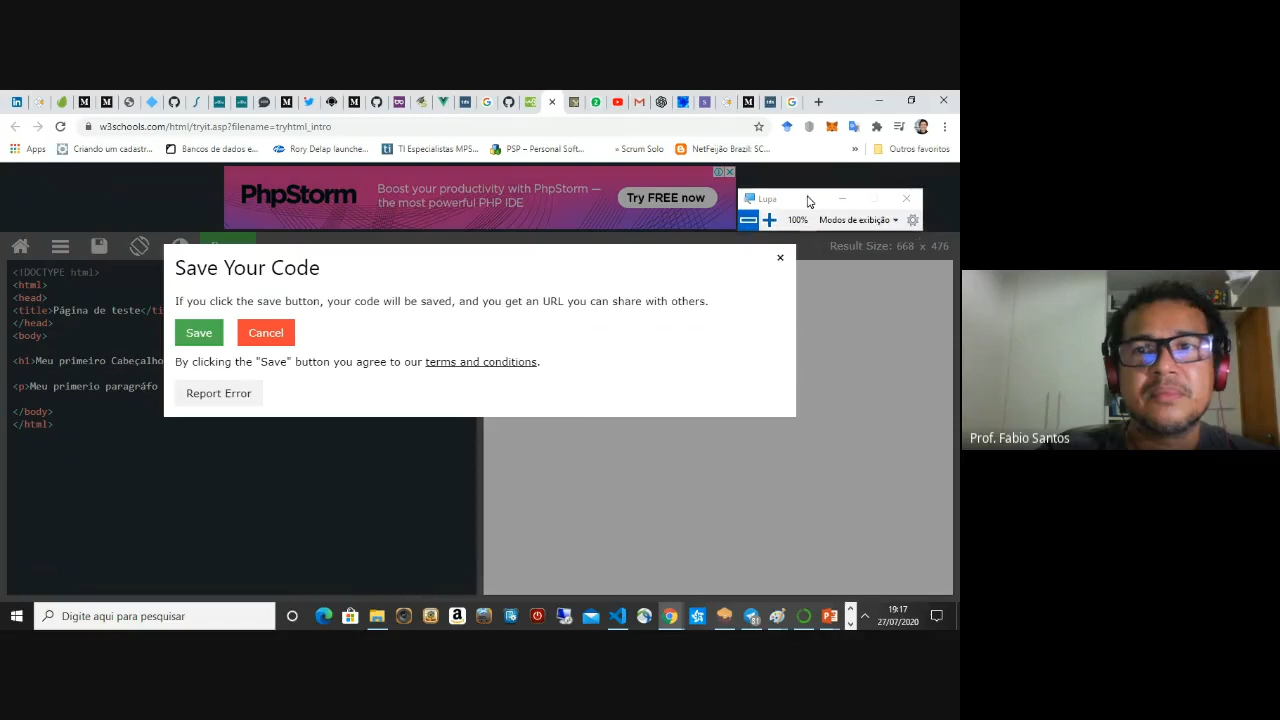 w3schools.com/html/tryit.asp?filename=tryhtml_intro
Apps Criando um cadastr... Bancos de dados e... Rory Delap launche... TI Especialistas MPS... PSP – Personal Soft... » Scrum Solo NetFeijão Brazil: SC... » Outros favoritos
PhpStorm
Boost your productivity with PhpStorm —
the most powerful PHP IDE
Try FREE now
Lupa
100% Modos de exibição
Result Size: 668 x 476
<!DOCTYPE html>
<html>
<head>
<title>Página de teste</ti
</head>
<body>
<h1>Meu primeiro Cabeçalho
<p>Meu primerio paragráfo
</body>
</html>
Save Your Code
If you click the save button, your code will be saved, and you get an URL you can share with others.
Save Cancel
By clicking the "Save" button you agree to our terms and conditions.
Report Error
Prof. Fabio Santos
Digite aqui para pesquisar
19:17
27/07/2020